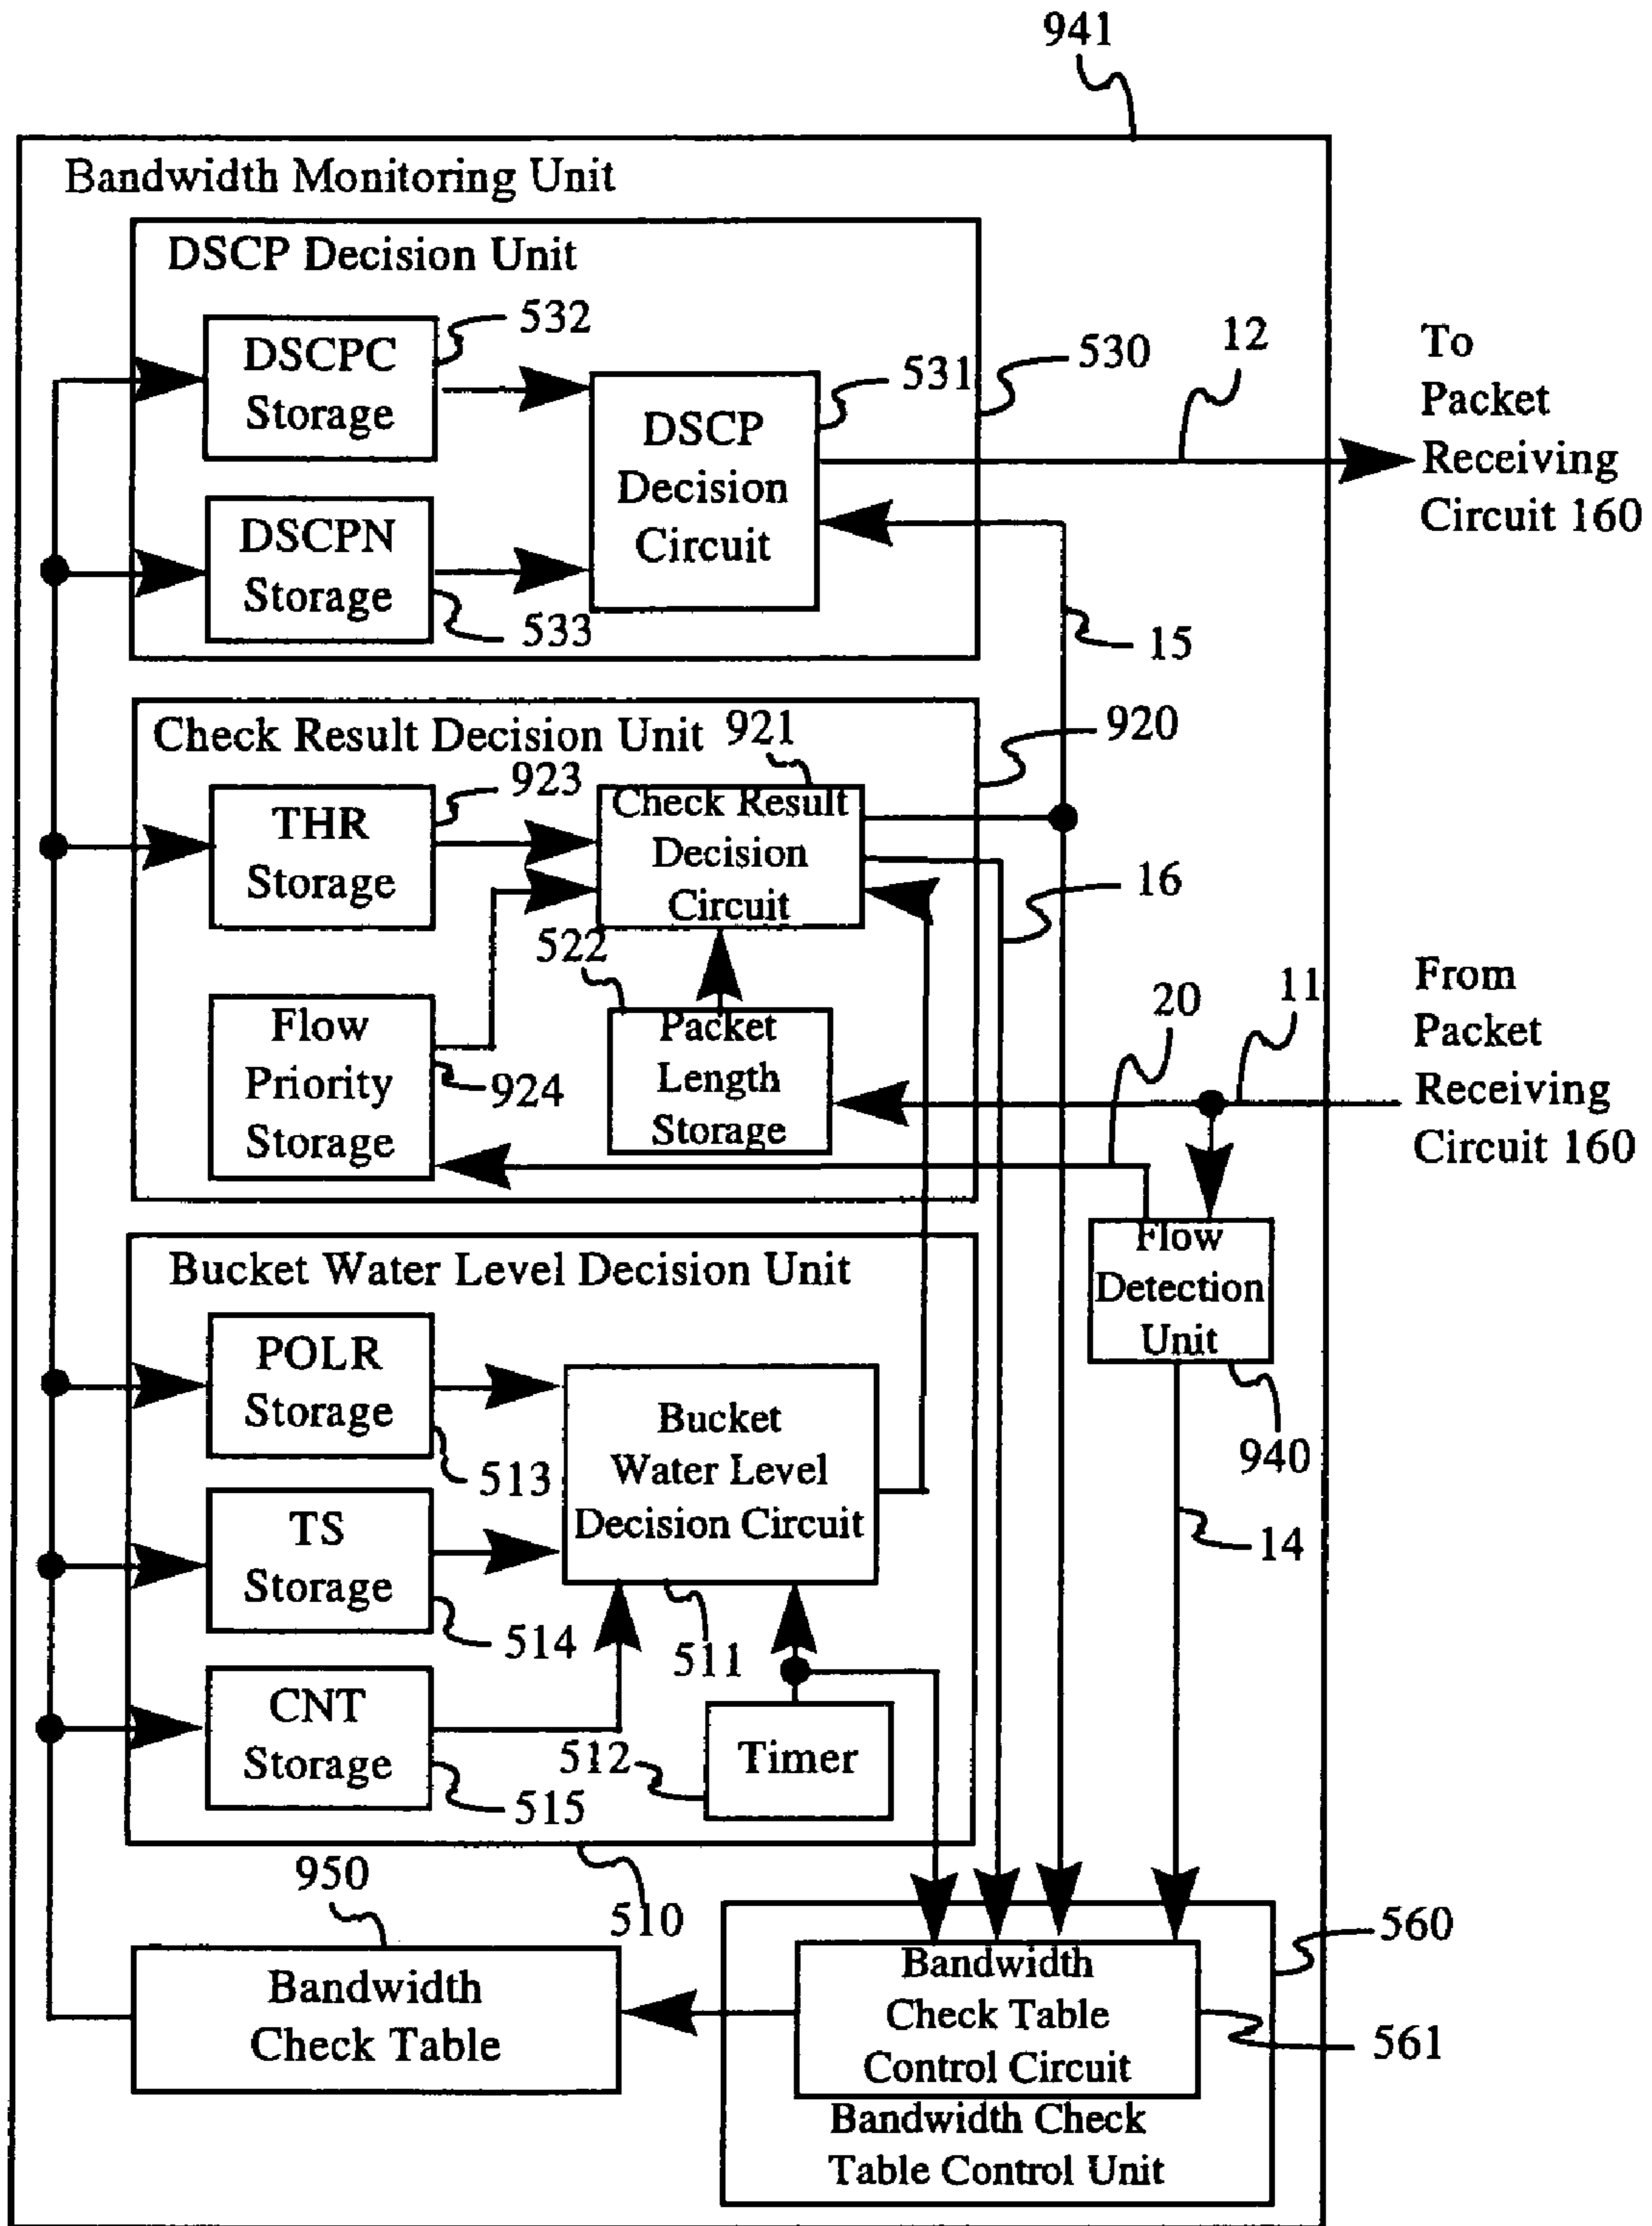 941
Bandwidth Monitoring Unit
DSCP Decision Unit
DSCPC
Storage
532
DSCPN
Storage
533
DSCP
Decision
Circuit
531
530
12
To
Packet
Receiving
Circuit 160
15
Check Result Decision Unit
921
920
THR
Storage
923
Check Result
Decision
Circuit
16
522
Flow
Priority
Storage
924
Packet
Length
Storage
20
11
From
Packet
Receiving
Circuit 160
Flow
Detection
Unit
940
Bucket Water Level Decision Unit
POLR
Storage
513
Bucket
Water Level
Decision Circuit
511
14
TS
Storage
514
CNT
Storage
515
512
Timer
510
950
Bandwidth
Check Table
560
Bandwidth
Check Table
Control Circuit
561
Bandwidth Check
Table Control Unit